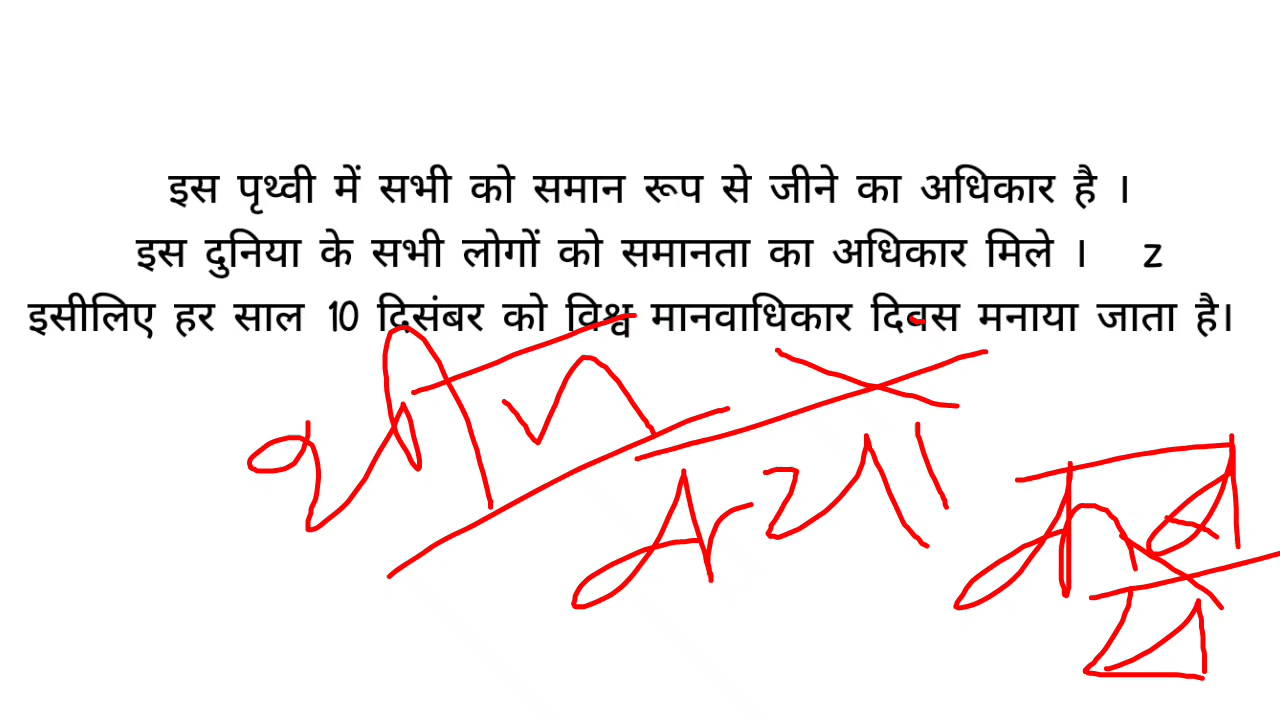 इस पृथ्वी में सभी को समान रूप से जीने का अधिकार है ।
इस दुनिया के सभी लोगों को समानता का अधिकार मिले । z
इसीलिए हर साल 10 दिसंबर को विश्व मानवाधिकार दिवस मनाया जाता है।